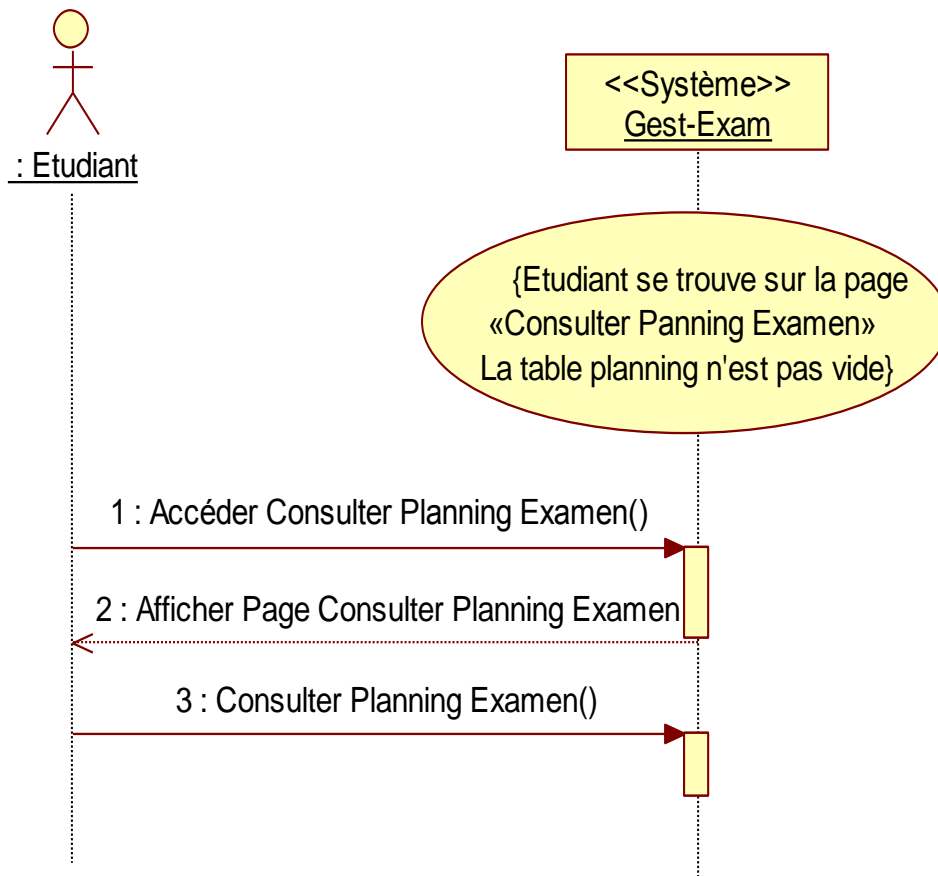 <<Système>>
Gest-Exam
: Etudiant
{Etudiant se trouve sur la page
«Consulter Panning Examen»
La table planning n'est pas vide}
1 : Accéder Consulter Planning Examen()
2 : Afficher Page Consulter Planning Examen
3 : Consulter Planning Examen()